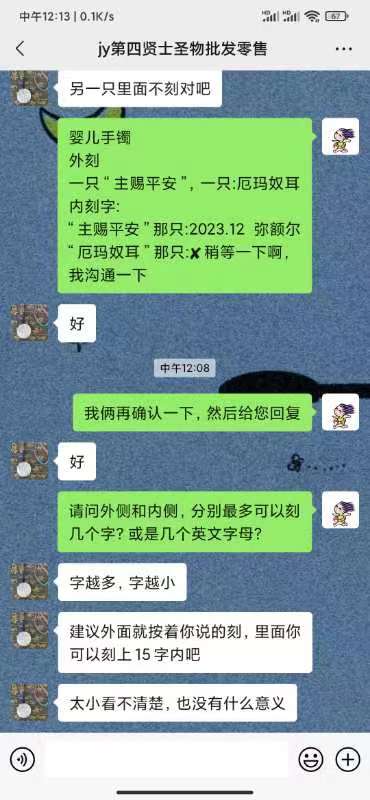 中午12:13 | 0.1K/s
67
jy第四贤士圣物批发零售
另一只里面不刻对吧
婴儿手镯
外刻
一只“主赐平安”，一只:厄玛奴耳
内刻字:
“主赐平安”那只:2023.12 弥额尔
“厄玛奴耳”那只:✘稍等一下啊，
我沟通一下
好
中午12:08
我俩再确认一下，然后给您回复
好
请问外侧和内侧，分别最多可以刻
几个字？或是几个英文字母？
字越多，字越小
建议外面就按着你说的刻，里面你
可以刻上15字内吧
太小看不清楚，也没有什么意义